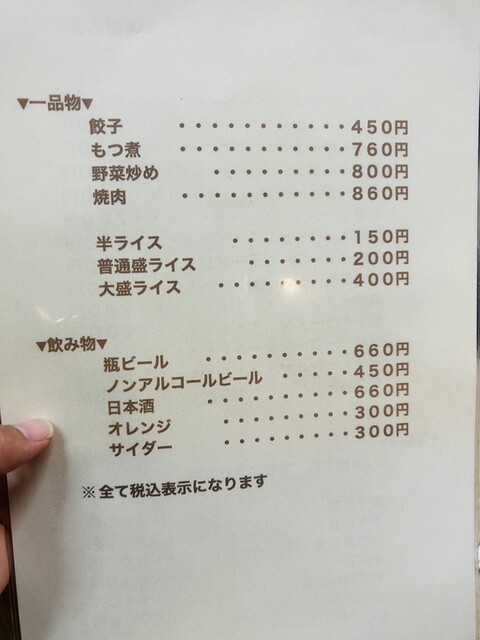 ▼一品物▼
餃子 ・・・・・・・・・・・450円
もつ煮 ・・・・・・・・・・・760円
野菜炒め ・・・・・・・・・800円
焼肉 ・・・・・・・・・・・860円
半ライス ・・・・・・・・150円
普通盛ライス ・・・・・・・・200円
大盛ライス ・・・・・・・・・400円
▼飲み物▼
瓶ビール ・・・・・・・・・660円
ノンアルコールビール ・・・・・450円
日本酒 ・・・・・・・・・660円
オレンジ ・・・・・・・・300円
サイダー ・・・・・・・・300円
※全て税込表示になります